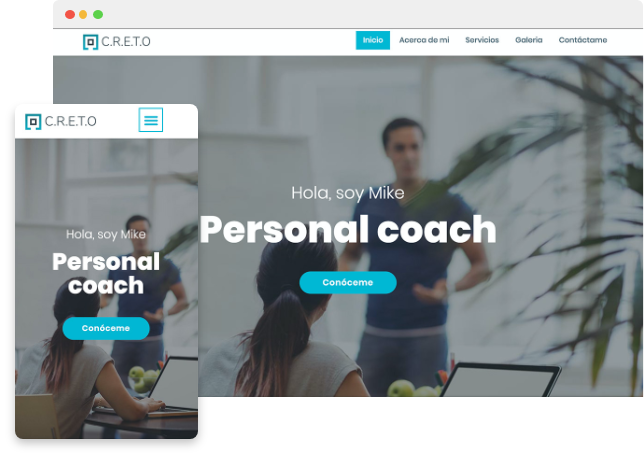 C.R.E.T.O
Inicio Acerca de mi Servicios Galeria Contáctame
Hola, soy Mike
Personal coach
Conóceme
C.R.E.T.O
Hola, soy Mike
Personal
coach
Conóceme